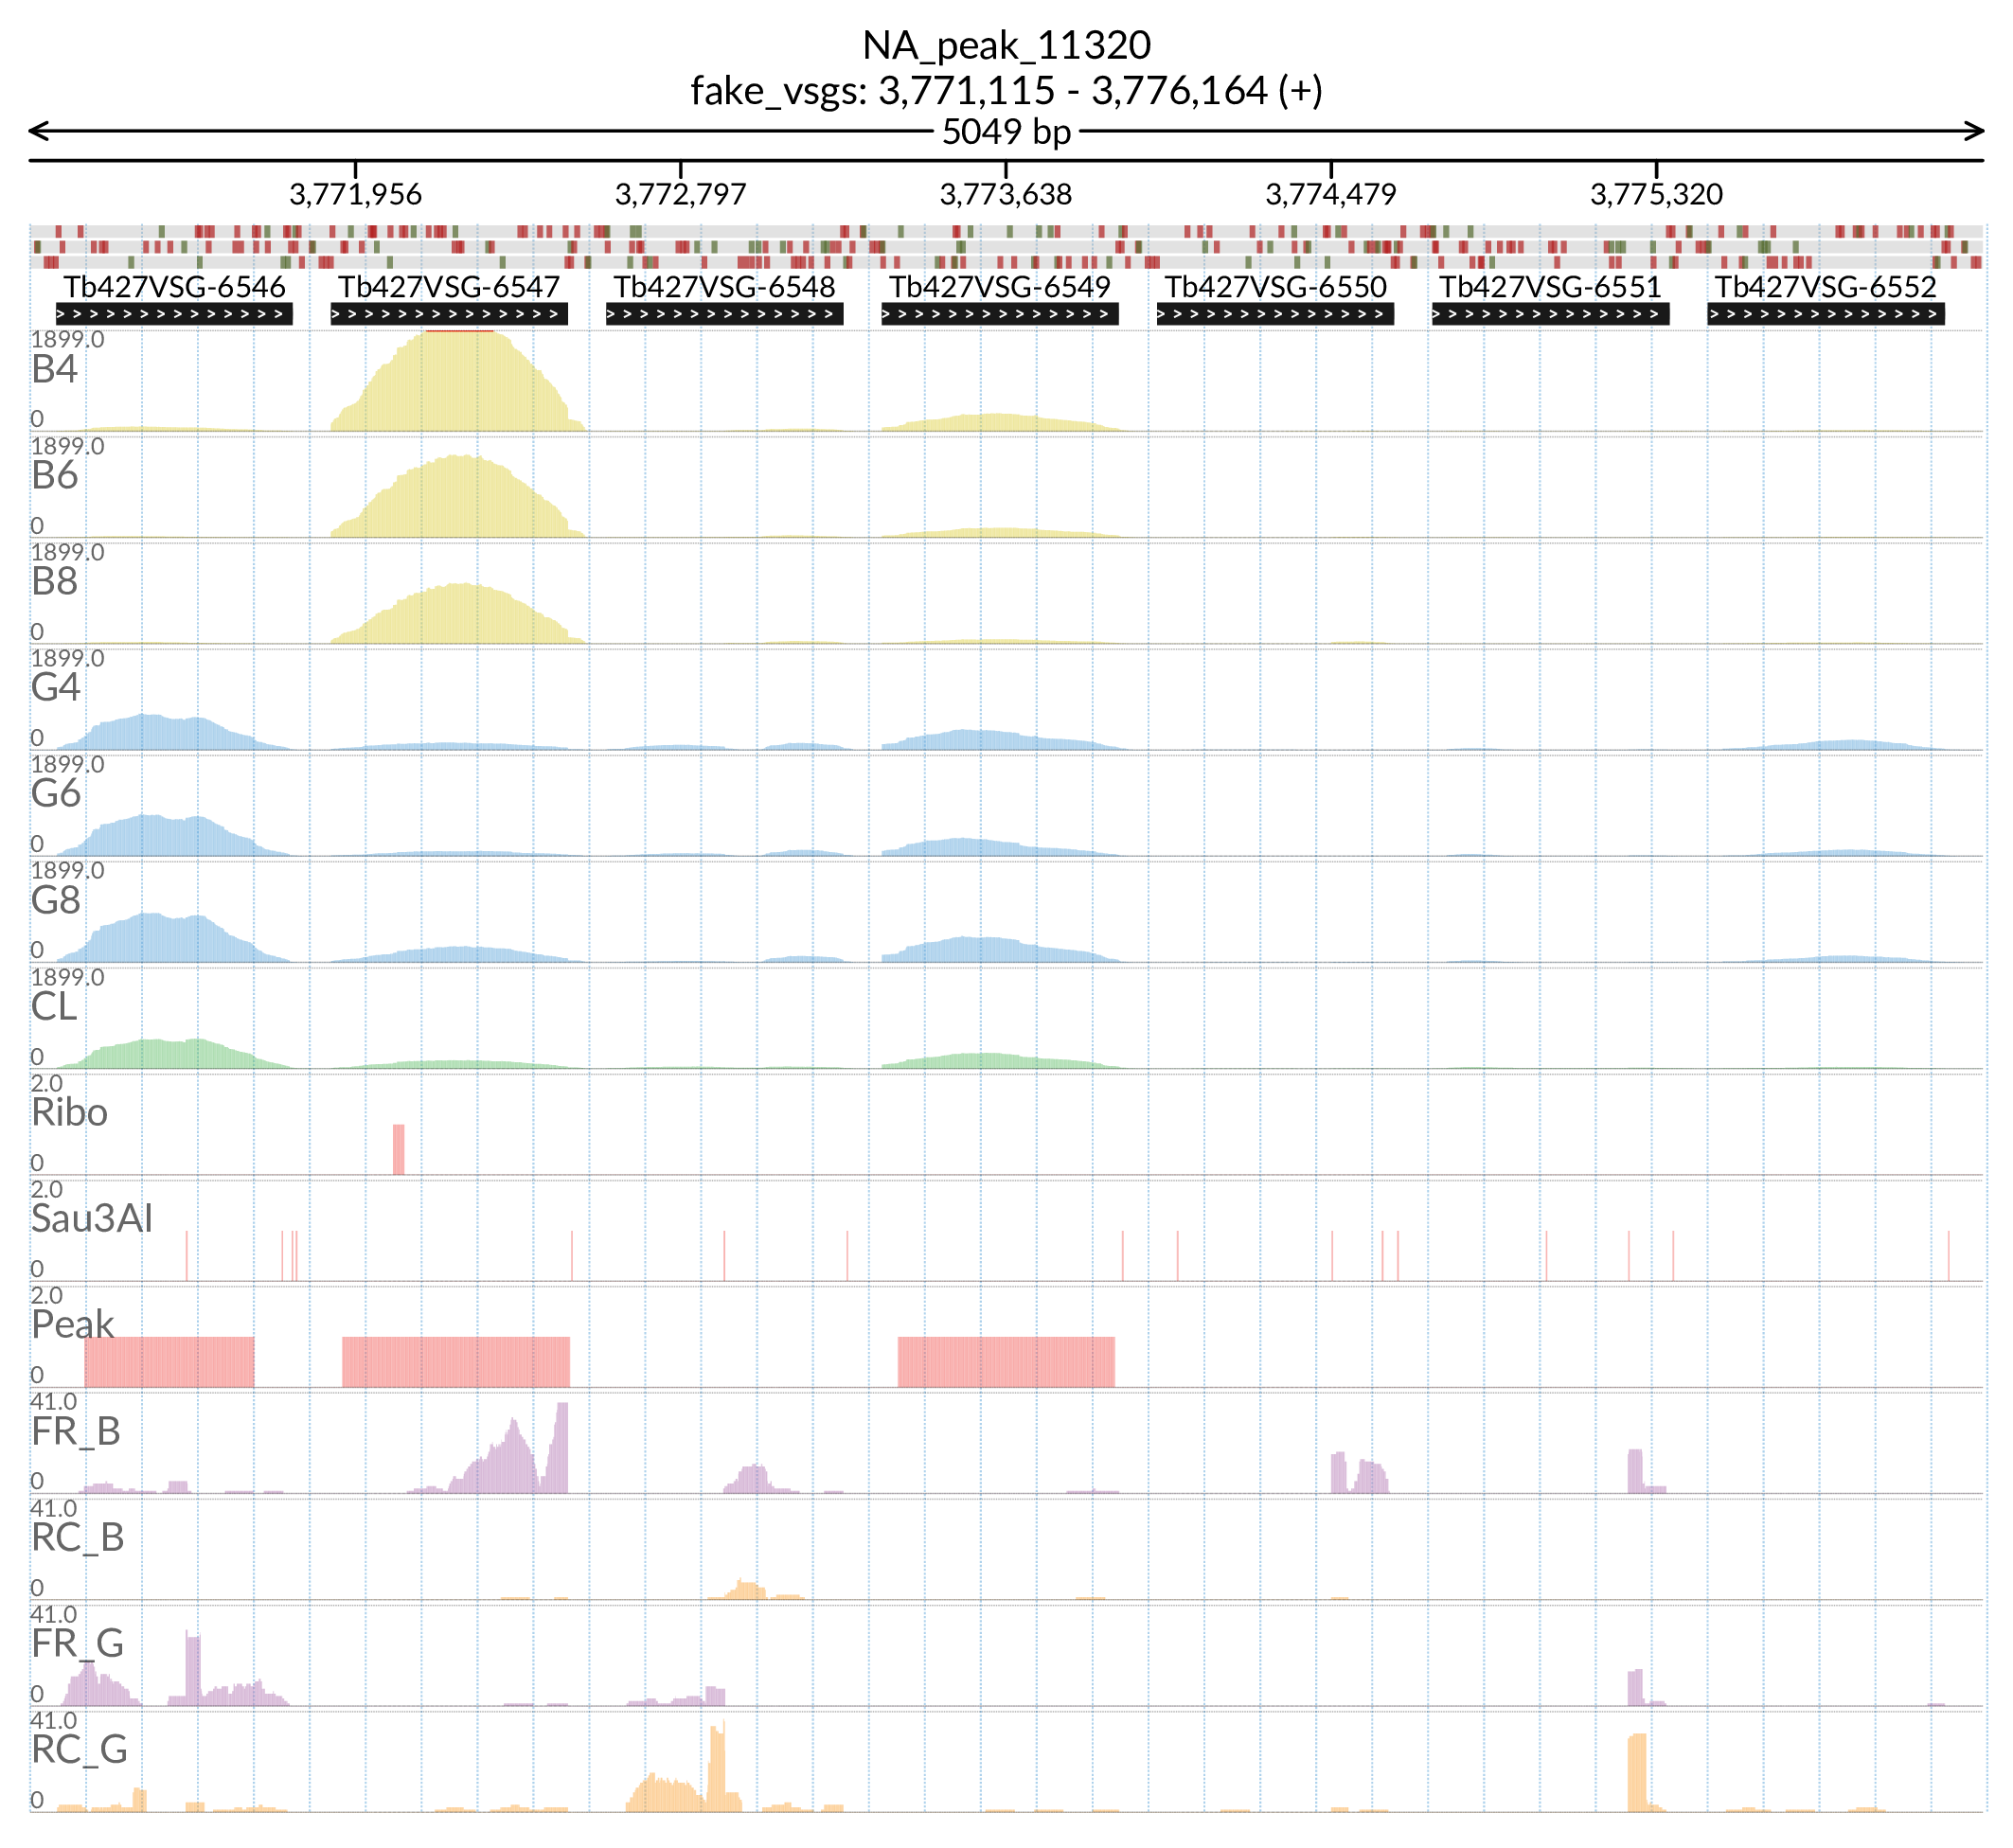 NA_peak_11320
fake_vsgs: 3,771,115 - 3,776,164 (+)
5049 bp
3,771,956 3,772,797 3,773,638 3,774,479 3,775,320
Tb427VSG-6546 Tb427VSG-6547 Tb427VSG-6548 Tb427VSG-6549 Tb427VSG-6550 Tb427VSG-6551 Tb427VSG-6552
1899.0
B4
0
1899.0
B6
0
1899.0
B8
0
1899.0
G4
0
1899.0
G6
0
1899.0
G8
0
1899.0
CL
0
2.0
Ribo
0
2.0
Sau3AI
0
2.0
Peak
0
41.0
FR_B
0
41.0
RC_B
0
41.0
FR_G
0
41.0
RC_G
0